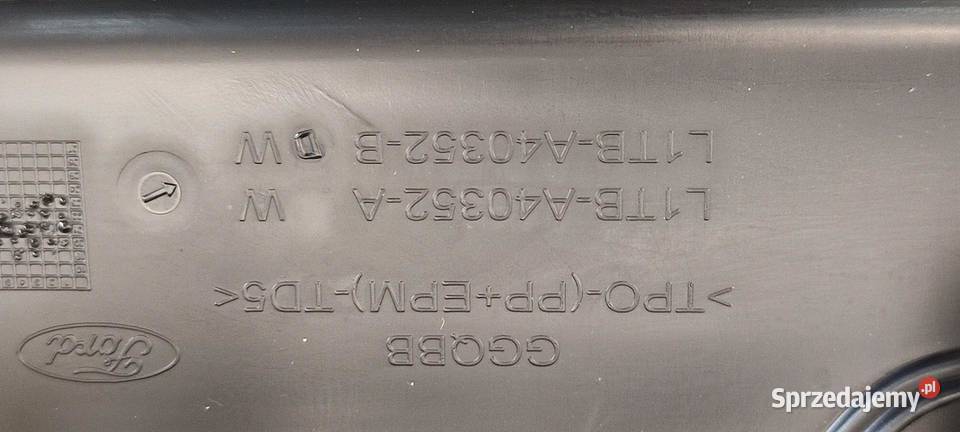 GGQBB
Ford
>TPO-(PP+EPM)-TD5<
L1TB-A40352-A W
L1TB-A40352-B D W
Sprzedajemy.pl